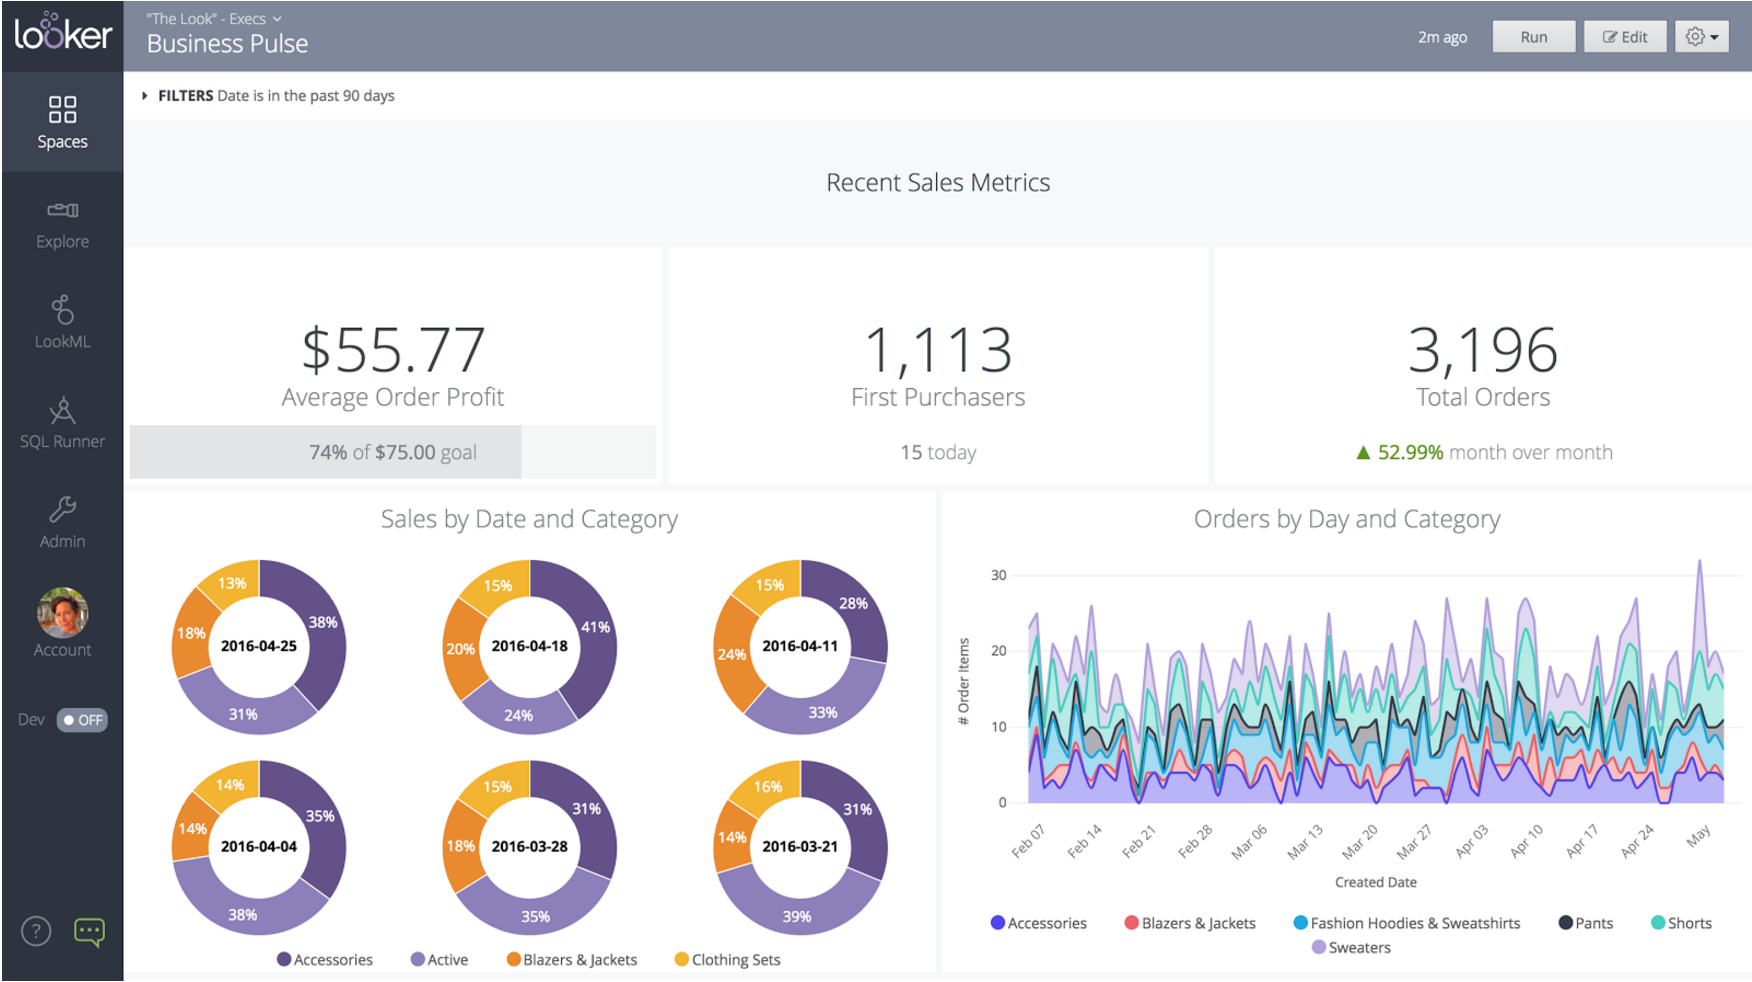 looker
"The Look" - Execs
Business Pulse
2m ago
Run
Edit
FILTERS Date is in the past 90 days
Spaces
Explore
LookML
SQL Runner
Admin
Account
Dev OFF
?
Recent Sales Metrics
$55.77
Average Order Profit
74% of $75.00 goal
1,113
First Purchasers
15 today
3,196
Total Orders
▲ 52.99% month over month
Sales by Date and Category
13%
38%
18%
2016-04-25
31%
15%
41%
20%
2016-04-18
24%
15%
28%
24%
2016-04-11
33%
14%
35%
14%
2016-04-04
38%
15%
31%
18%
2016-03-28
35%
16%
31%
14%
2016-03-21
39%
Accessories Active Blazers & Jackets Clothing Sets
Orders by Day and Category
# Order Items
30
20
10
0
Feb 07 Feb 14 Feb 21 Feb 28 Mar 06 Mar 13 Mar 20 Mar 27 Apr 03 Apr 10 Apr 17 Apr 24 May
Created Date
Accessories Blazers & Jackets Fashion Hoodies & Sweatshirts Pants Shorts
Sweaters